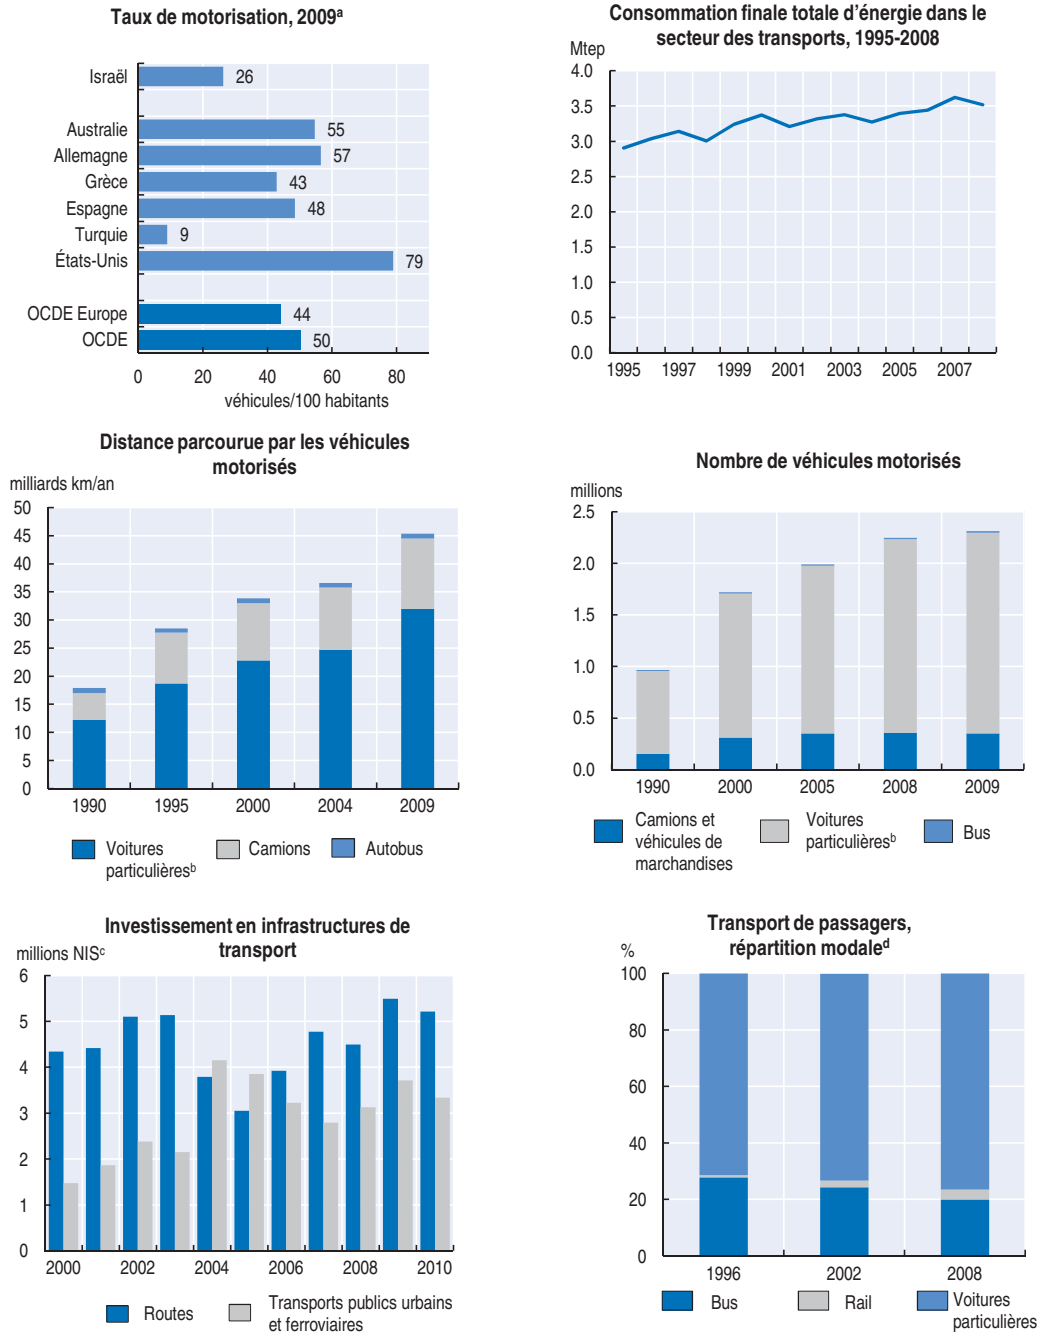 Taux de motorisation, 2009ᵃ
Israël
26
Australie
55
Allemagne
57
Grèce
43
Espagne
48
Turquie
9
États-Unis
79
OCDE Europe
44
OCDE
50
0 20 40 60 80
véhicules/100 habitants
Consommation finale totale d'énergie dans le
secteur des transports, 1995-2008
Mtep
4.0
3.5
3.0
2.5
2.0
1.5
1.0
0.5
0.0
1995 1997 1999 2001 2003 2005 2007
Distance parcourue par les véhicules
motorisés
milliards km/an
50
45
40
35
30
25
20
15
10
5
0
1990 1995 2000 2004 2009
Voitures
particulièresᵇ
Camions
Autobus
Nombre de véhicules motorisés
millions
2.5
2.0
1.5
1.0
0.5
0.0
1990 2000 2005 2008 2009
Camions et
véhicules de
marchandises
Voitures
particulièresᵇ
Bus
Investissement en infrastructures de
transport
millions NISᶜ
6
5
4
3
2
1
0
2000 2002 2004 2006 2008 2010
Routes
Transports publics urbains
et ferroviaires
Transport de passagers,
répartition modaleᵈ
%
100
80
60
40
20
0
1996 2002 2008
Bus
Rail
Voitures
particulières